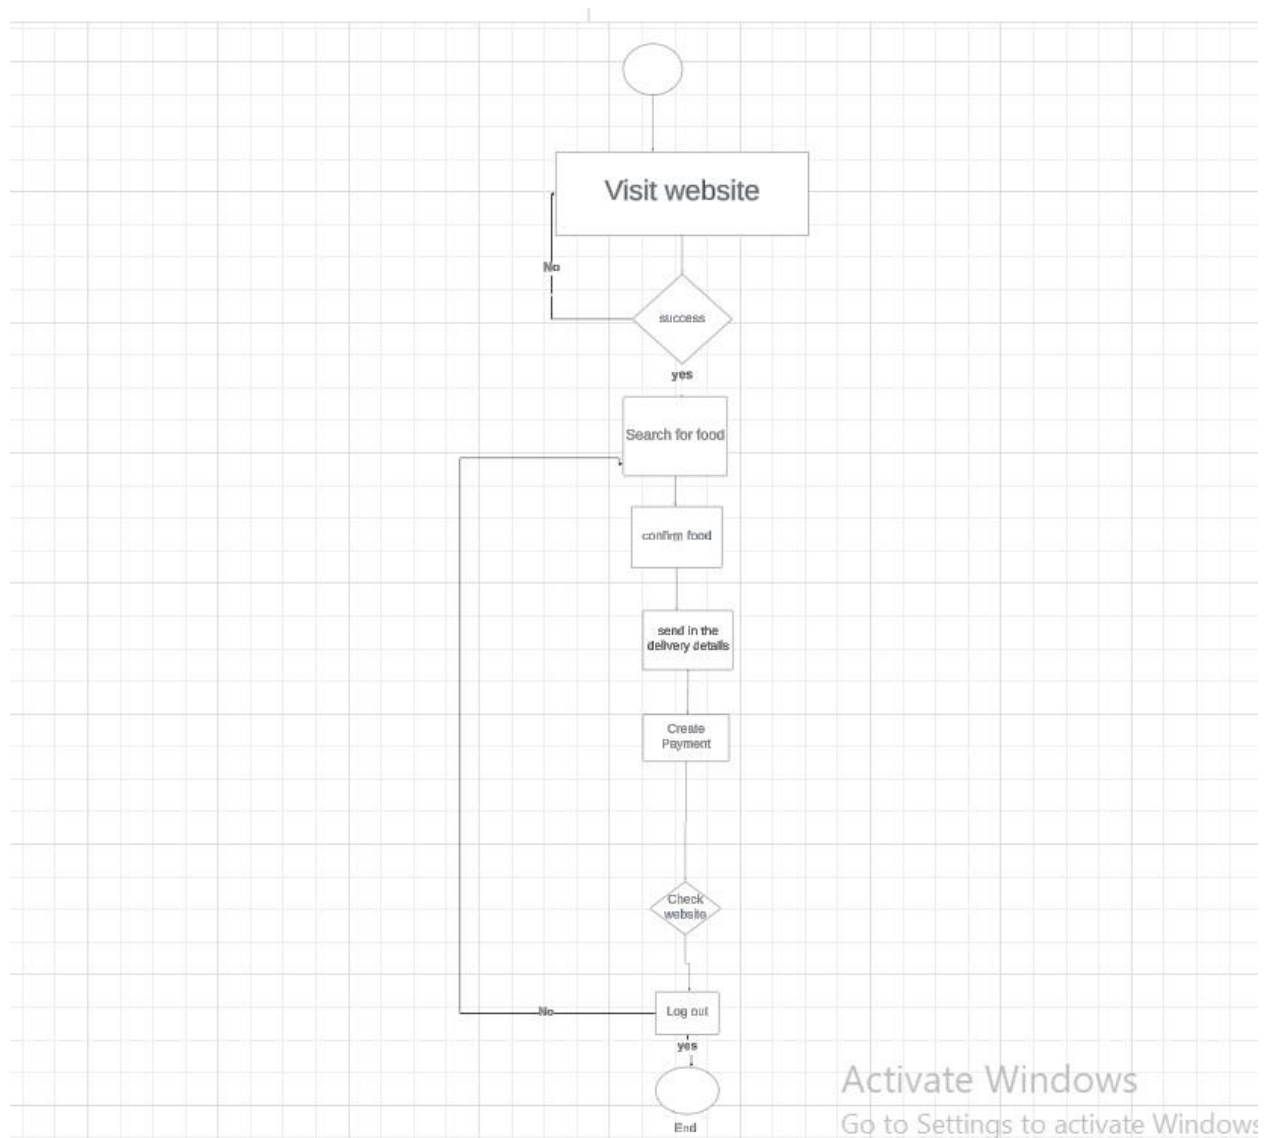 Visit website
No
success
yes
Search for food
confirm food
send in the
delivery details
Create
Payment
Check
website
No
Log out
yes
End
Activate Windows
Go to Settings to activate Windows